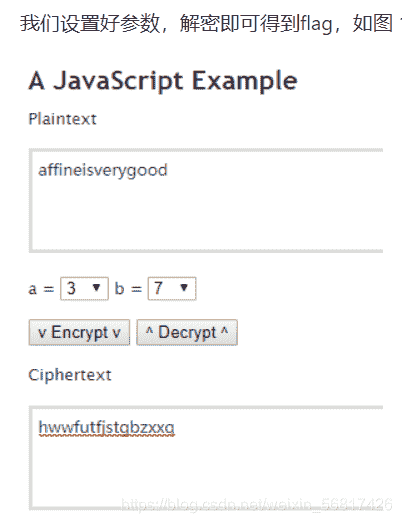 我们设置好参数，解密即可得到flag，如图
A JavaScript Example
Plaintext
affineisverygood
a = 3 b = 7
v Encrypt v ^ Decrypt ^
Ciphertext
hwwfutfjstgbzxxq
https://blog.csdn.net/weixin_56817426